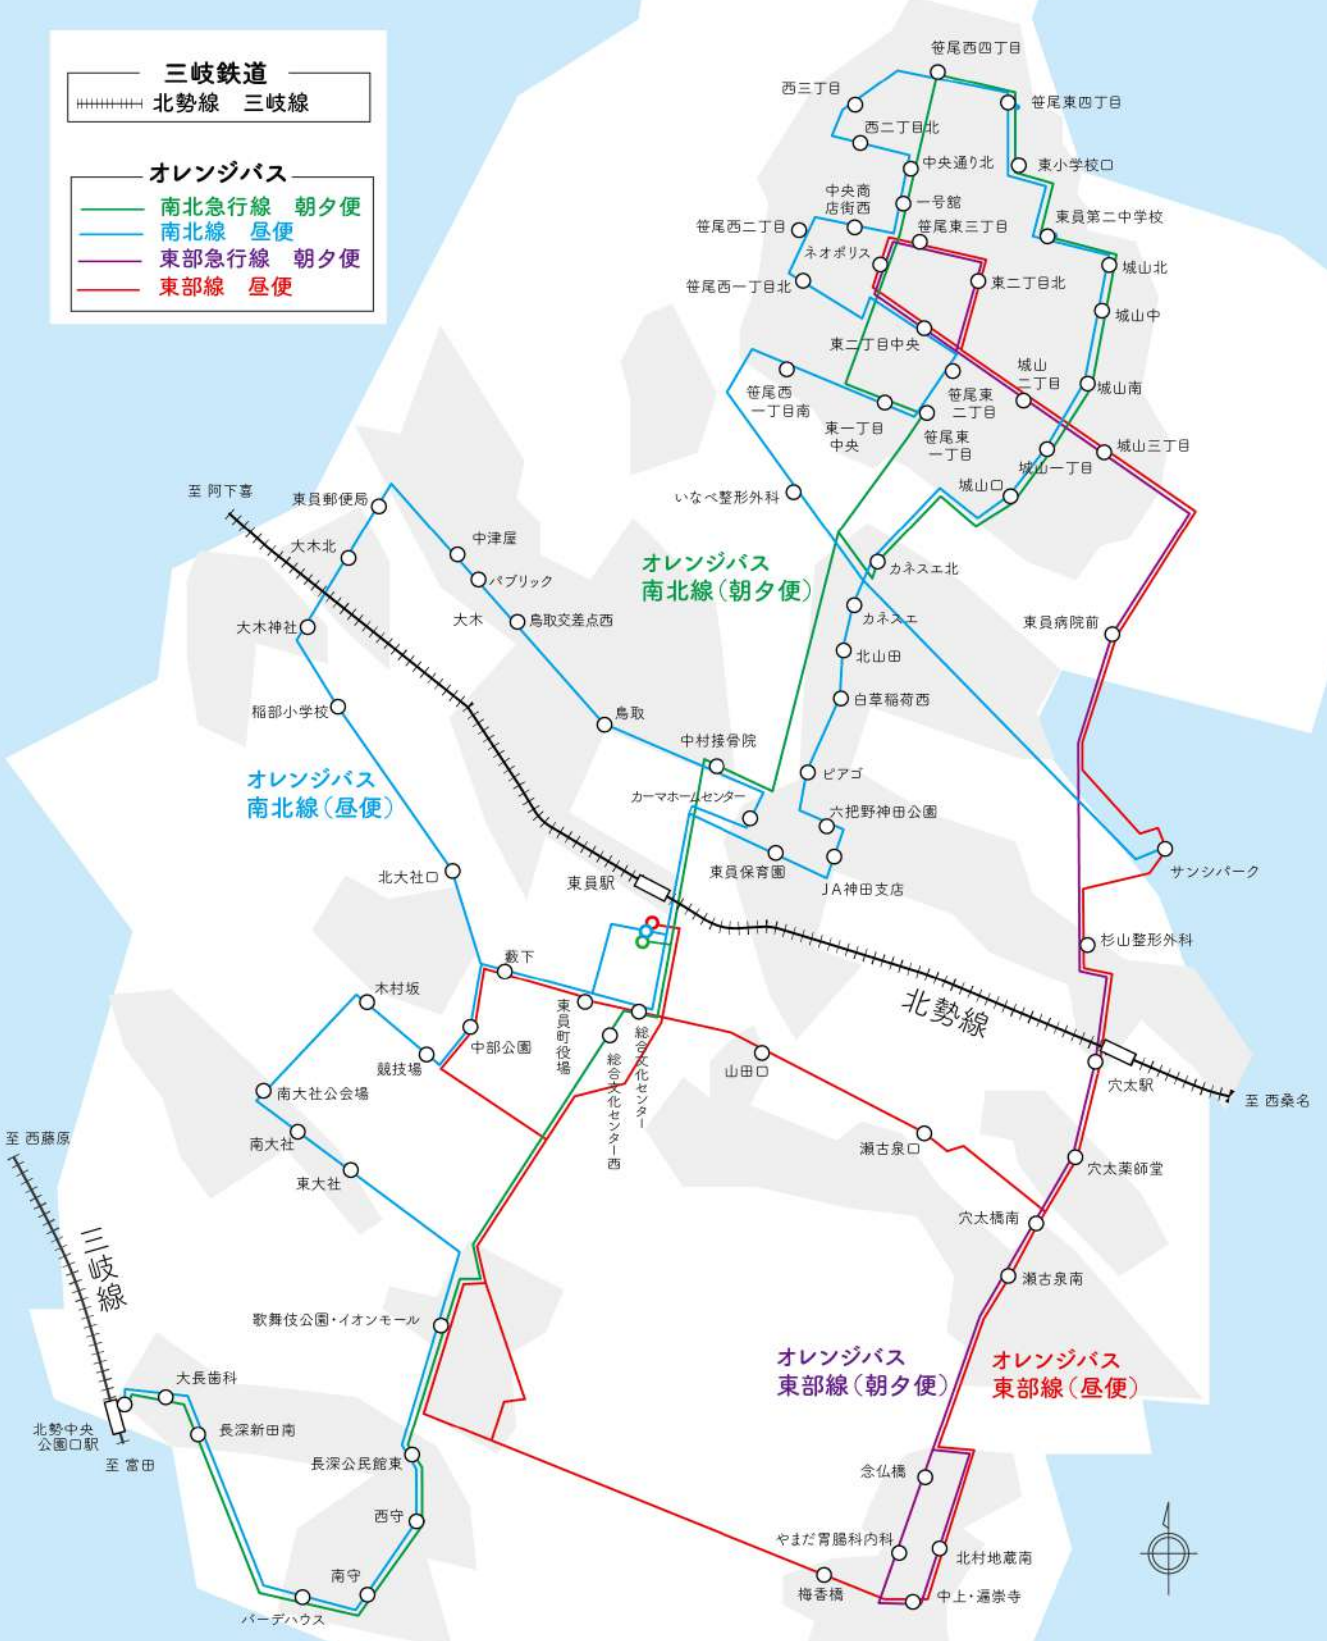 三岐鉄道
北勢線　三岐線
オレンジバス
南北急行線　朝夕便
南北線　昼便
東部急行線　朝夕便
東部線　昼便
笹尾西四丁目
西三丁目
笹尾東四丁目
西二丁目北
中央通り北
東小学校口
中央商
店街西
一号舘
笹尾西二丁目
笹尾東三丁目
東員第二中学校
ネオポリス
城山北
笹尾西一丁目北
東二丁目北
城山中
東二丁目中央
城山
二丁目
城山南
笹尾西
一丁目南
笹尾東
二丁目
東一丁目
中央
笹尾東
一丁目
城山三丁目
城山一丁目
城山口
至 阿下喜
東員郵便局
いなべ整形外科
大木北
中津屋
オレンジバス
南北線（朝夕便）
カネスエ北
パブリック
大木
大木神社
鳥取交差点西
カネスエ
東員病院前
北山田
稲部小学校
鳥取
白草稲荷西
中村接骨院
オレンジバス
南北線（昼便）
ピアゴ
カーマホームセンター
六把野神田公園
北大社口
東員駅
東員保育園
JA神田支店
サンシパーク
杉山整形外科
藪下
木村坂
東員町役場
総合文化センター
総合文化センター西
北勢線
中部公園
競技場
山田口
穴太駅
至 西桑名
南大社公会場
至 西藤原
南大社
瀬古泉口
穴太薬師堂
東大社
穴太橋南
三岐線
瀬古泉南
歌舞伎公園・イオンモール
オレンジバス
東部線（朝夕便）
オレンジバス
東部線（昼便）
大長歯科
北勢中央
公園口駅
長深新田南
至 富田
長深公民館東
念仏橋
西守
やまだ胃腸科内科
北村地蔵南
南守
梅香橋
中上・遍崇寺
バーデハウス